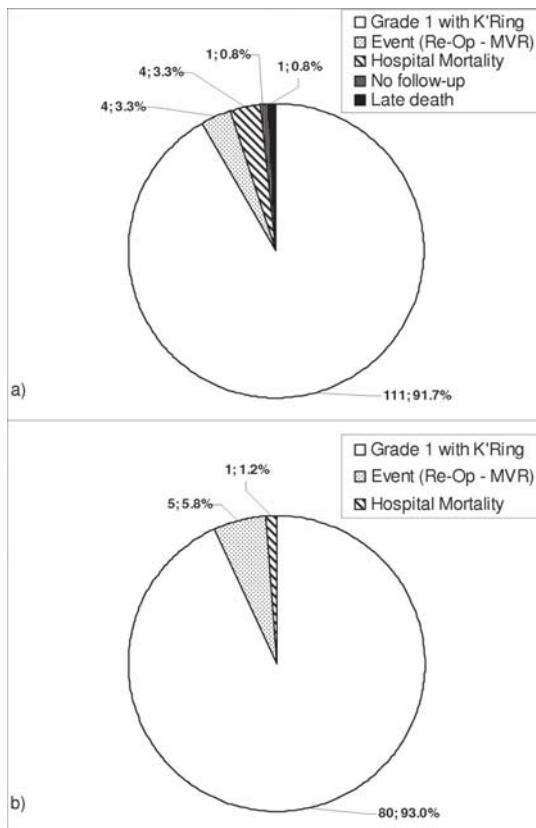 Grade 1 with K'Ring
Event (Re-Op - MVR)
Hospital Mortality
No follow-up
Late death
1;0.8%
1;0.8%
4;3.3%
4;3.3%
111; 91.7%
a)
Grade 1 with K'Ring
Event (Re-Op - MVR)
Hospital Mortality
1; 1.2%
5; 5.8%
80; 93.0%
b)